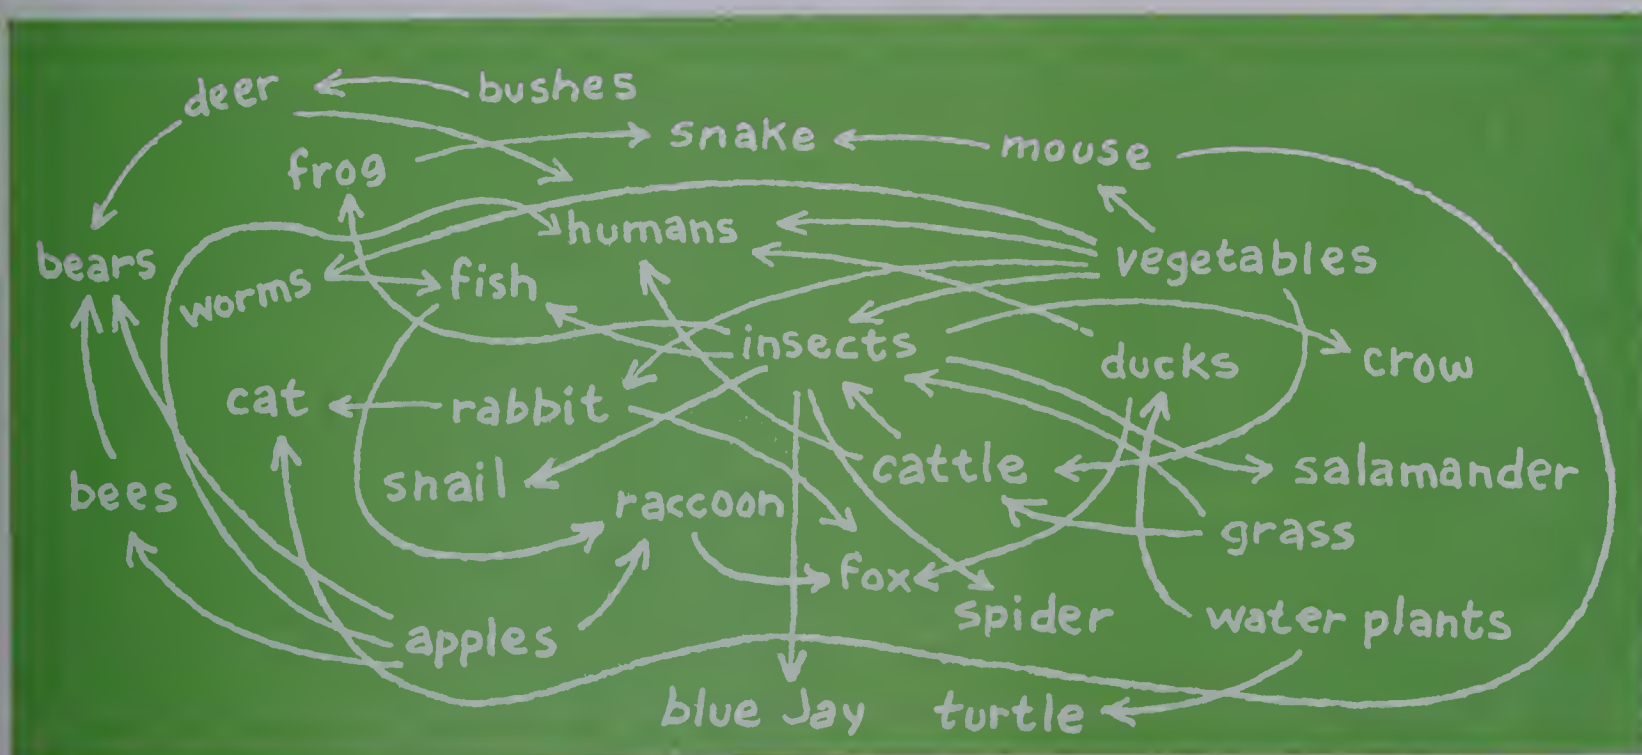 deer
bushes
snake
mouse
frog
humans
vegetables
bears
worms
fish
insects
ducks
crow
cat
rabbit
cattle
salamander
snail
bees
raccoon
grass
fox
spider
water plants
apples
blue Jay
turtle